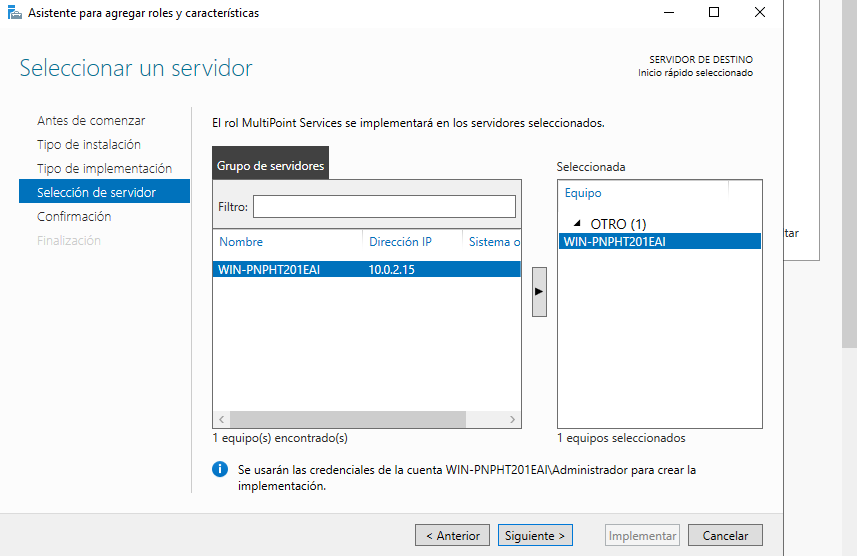 Asistente para agregar roles y características
Seleccionar un servidor
SERVIDOR DE DESTINO
Inicio rápido seleccionado
Antes de comenzar
Tipo de instalación
Tipo de implementación
Selección de servidor
Confirmación
Finalización
El rol MultiPoint Services se implementará en los servidores seleccionados.
Grupo de servidores
Filtro:
Nombre Dirección IP Sistema o
WIN-PNPHT201EAI 10.0.2.15
1 equipo(s) encontrado(s)
Seleccionada
Equipo
OTRO (1)
WIN-PNPHT201EAI
1 equipos seleccionados
Se usarán las credenciales de la cuenta WIN-PNPHT201EAI\Administrador para crear la
implementación.
< Anterior
Siguiente >
Implementar
Cancelar
tar